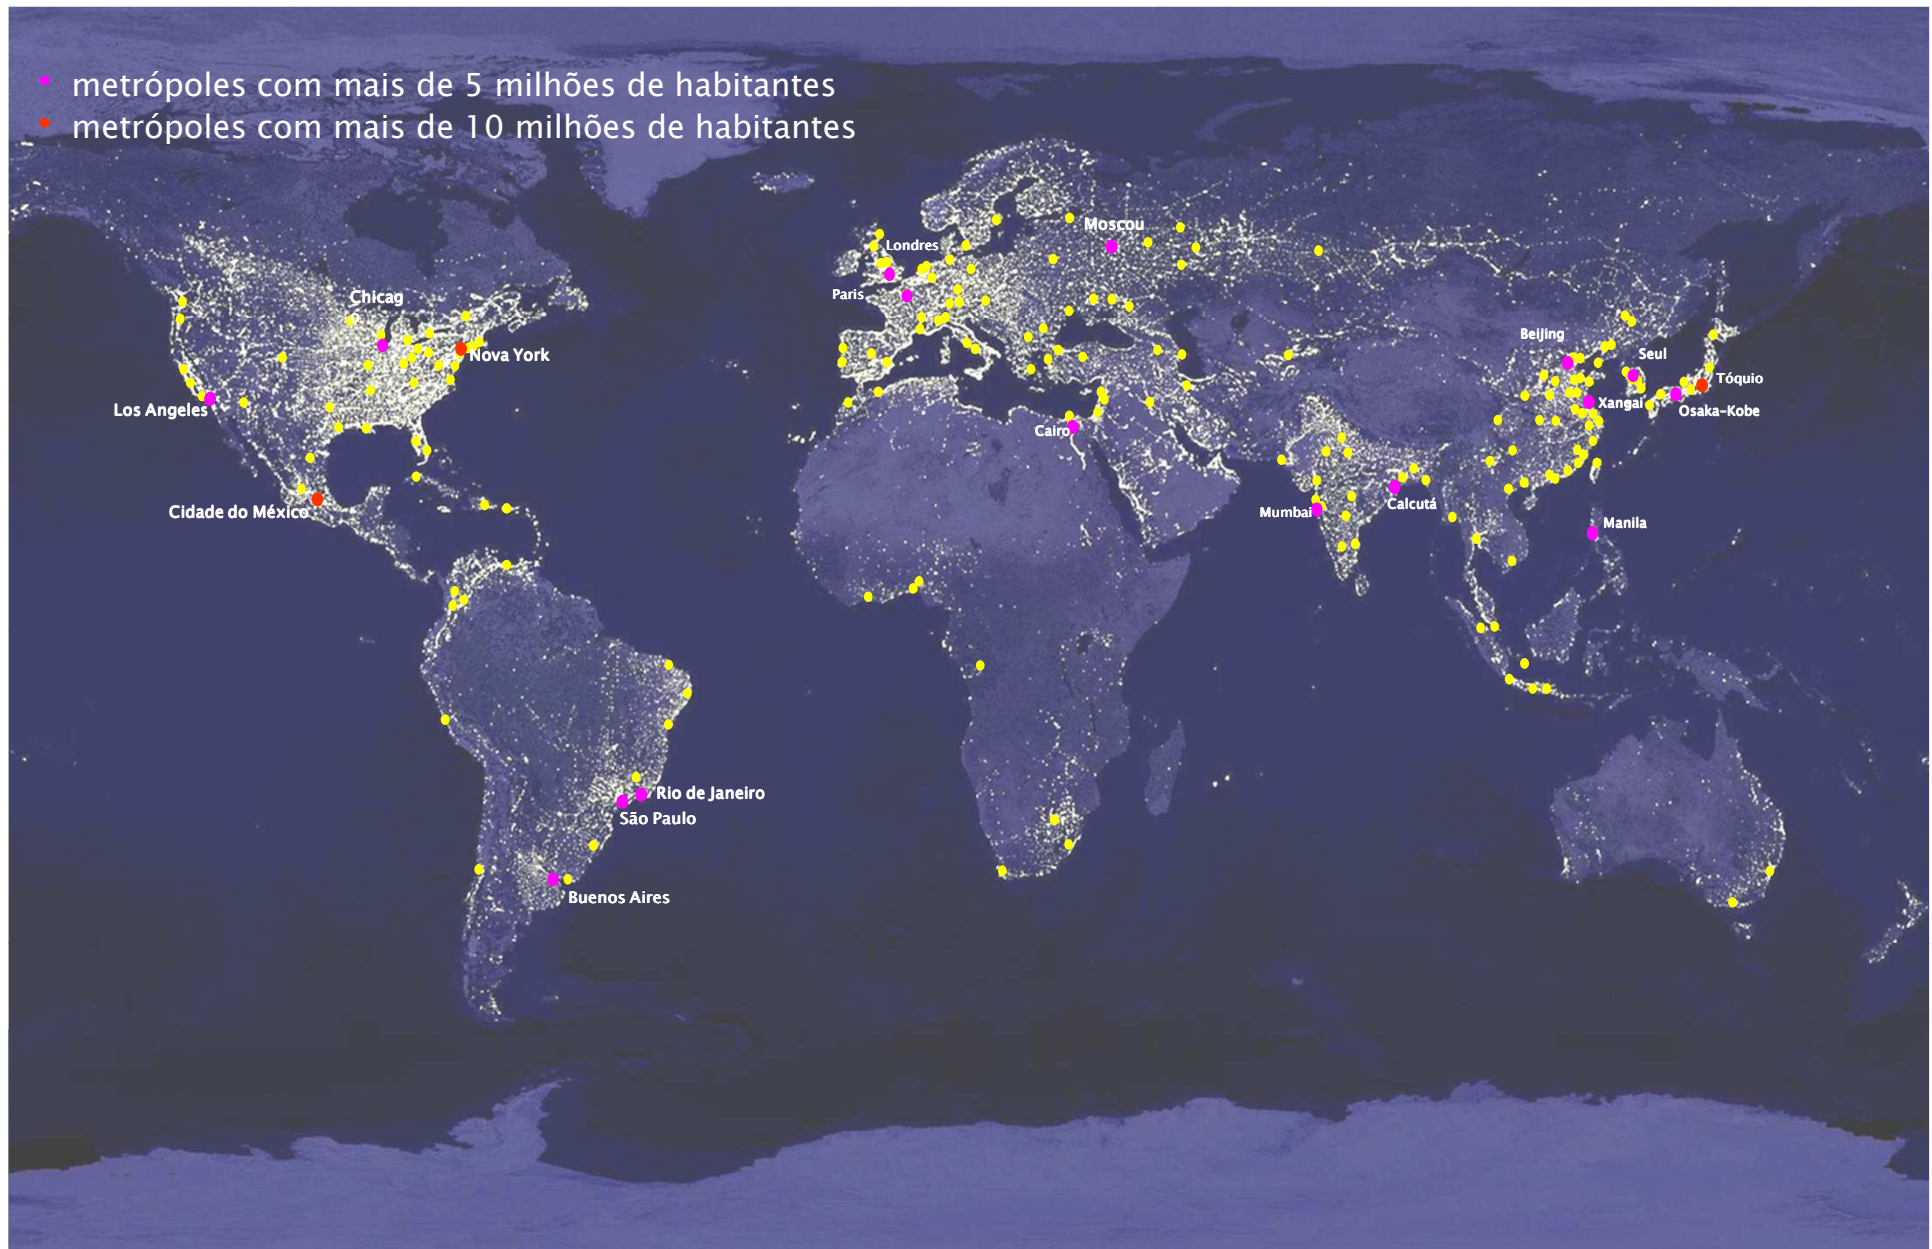 metrópoles com mais de 5 milhões de habitantes
metrópoles com mais de 10 milhões de habitantes
Moscou
Londres
Paris
Chicag
o
Nova York
Beijing
Seul
Tóquio
Los Angeles
Xangai
Osaka-Kobe
Cairo
Cidade do México
Mumbai
Calcutá
Manila
Rio de Janeiro
São Paulo
Buenos Aires